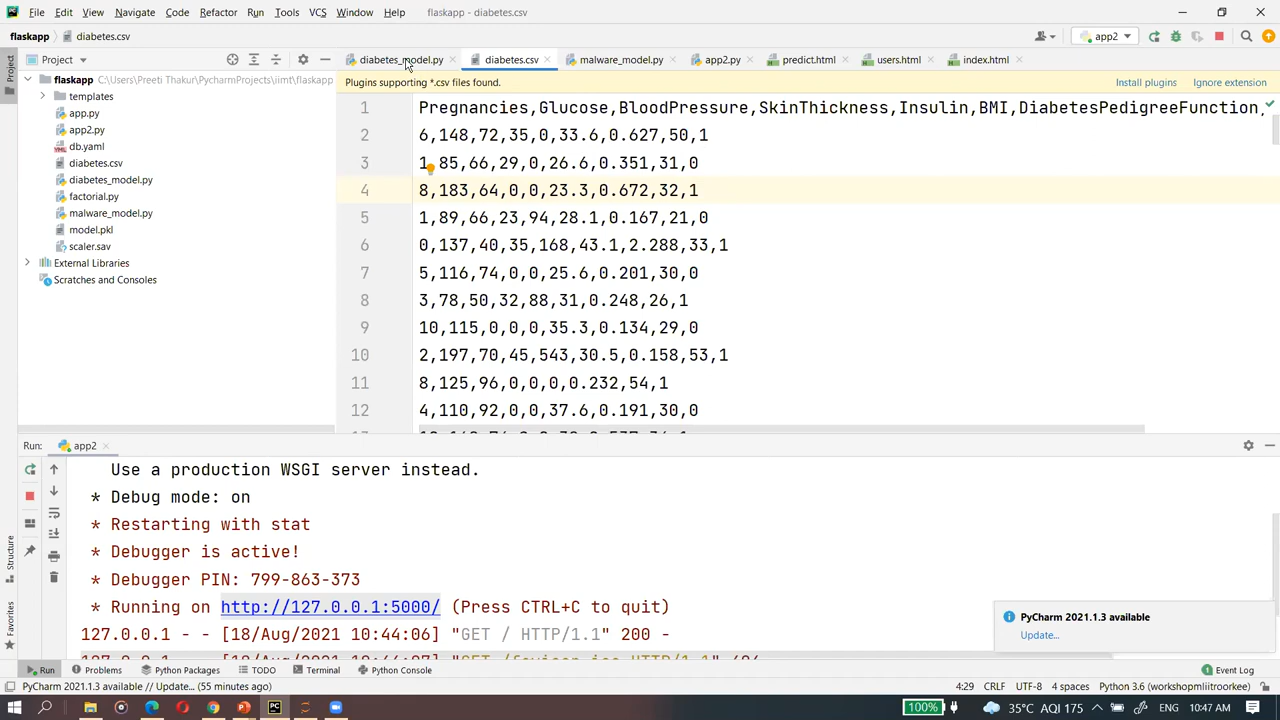 File Edit View Navigate Code Refactor Run Tools VCS Window Help flaskapp - diabetes.csv
flaskapp diabetes.csv app2
Project diabetes_model.py diabetes.csv malware_model.py app2.py predict.html users.html index.html
Project
flaskapp C:\Users\Preeti Thakur\PycharmProjects\iimt\flaskapp
templates
app.py
app2.py
db.yaml
diabetes.csv
diabetes_model.py
factorial.py
malware_model.py
model.pkl
scaler.sav
External Libraries
Scratches and Consoles
Plugins supporting *.csv files found. Install plugins Ignore extension
1 Pregnancies,Glucose,BloodPressure,SkinThickness,Insulin,BMI,DiabetesPedigreeFunction,
2 6,148,72,35,0,33.6,0.627,50,1
3 1,85,66,29,0,26.6,0.351,31,0
4 8,183,64,0,0,23.3,0.672,32,1
5 1,89,66,23,94,28.1,0.167,21,0
6 0,137,40,35,168,43.1,2.288,33,1
7 5,116,74,0,0,25.6,0.201,30,0
8 3,78,50,32,88,31,0.248,26,1
9 10,115,0,0,0,35.3,0.134,29,0
10 2,197,70,45,543,30.5,0.158,53,1
11 8,125,96,0,0,0,0.232,54,1
12 4,110,92,0,0,37.6,0.191,30,0
Run: app2
Use a production WSGI server instead.
* Debug mode: on
* Restarting with stat
* Debugger is active!
* Debugger PIN: 799-863-373
* Running on http://127.0.0.1:5000/ (Press CTRL+C to quit)
127.0.0.1 - - [18/Aug/2021 10:44:06] "GET / HTTP/1.1" 200 -
PyCharm 2021.1.3 available
Update...
Structure
Favorites
Run Problems Python Packages TODO Terminal Python Console Event Log
PyCharm 2021.1.3 available // Update... (55 minutes ago) 4:29 CRLF UTF-8 4 spaces Python 3.6 (workshopmliitroorkee)
100% 35°C AQI 175 ENG 10:47 AM